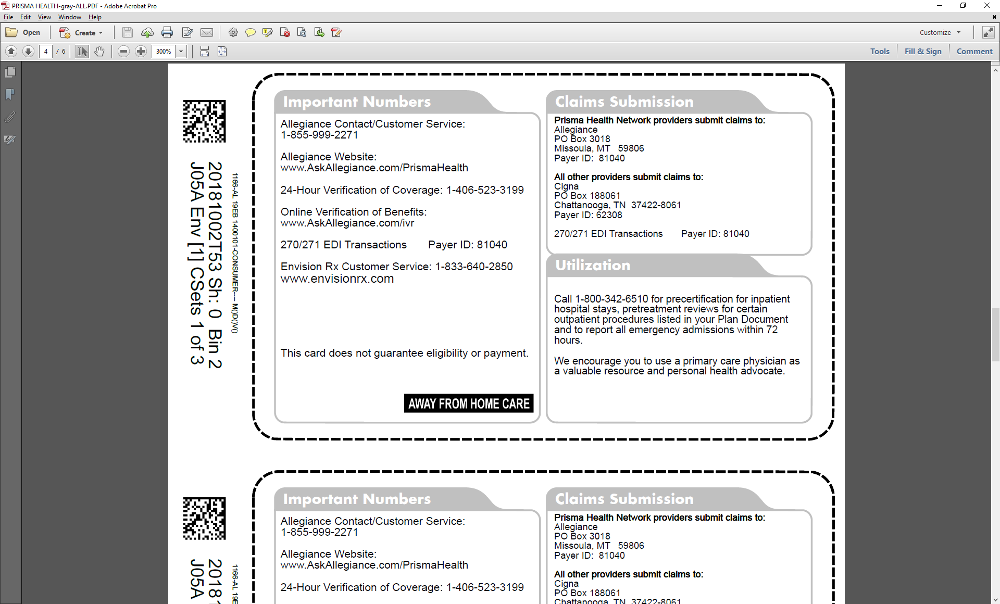 PRISMA HEALTH-gray-ALL.PDF - Adobe Acrobat Pro
File Edit View Window Help
Open Create Customize
4 / 6 300% Tools Fill & Sign Comment
20181002T53 Sh: 0 Bin 2
J05A Env [1] CSets 1 of 3
1166-AL 19EB 1400101-CONSUMER---- M()D()V()
Important Numbers
Allegiance Contact/Customer Service:
1-855-999-2271
Allegiance Website:
www.AskAllegiance.com/PrismaHealth
24-Hour Verification of Coverage: 1-406-523-3199
Online Verification of Benefits:
www.AskAllegiance.com/ivr
270/271 EDI Transactions Payer ID: 81040
Envision Rx Customer Service: 1-833-640-2850
www.envisionrx.com
This card does not guarantee eligibility or payment.
AWAY FROM HOME CARE
Claims Submission
Prisma Health Network providers submit claims to:
Allegiance
PO Box 3018
Missoula, MT 59806
Payer ID: 81040
All other providers submit claims to:
Cigna
PO Box 188061
Chattanooga, TN 37422-8061
Payer ID: 62308
270/271 EDI Transactions Payer ID: 81040
Utilization
Call 1-800-342-6510 for precertification for inpatient
hospital stays, pretreatment reviews for certain
outpatient procedures listed in your Plan Document
and to report all emergency admissions within 72
hours.
We encourage you to use a primary care physician as
a valuable resource and personal health advocate.
20181
J05A
1166-AL 19E
Important Numbers
Allegiance Contact/Customer Service:
1-855-999-2271
Allegiance Website:
www.AskAllegiance.com/PrismaHealth
24-Hour Verification of Coverage: 1-406-523-3199
Claims Submission
Prisma Health Network providers submit claims to:
Allegiance
PO Box 3018
Missoula, MT 59806
Payer ID: 81040
All other providers submit claims to:
Cigna
PO Box 188061
Chattanooga, TN 37422-8061